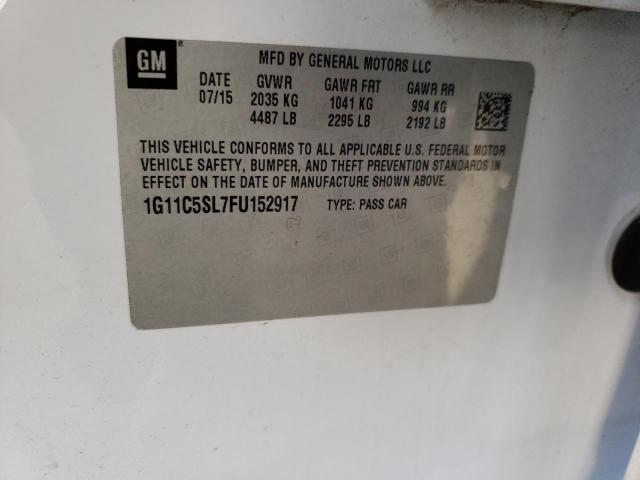 GM
MFD BY GENERAL MOTORS LLC
DATE GVWR GAWR FRT GAWR RR
07/15 2035 KG 1041 KG 994 KG
4487 LB 2295 LB 2192 LB
THIS VEHICLE CONFORMS TO ALL APPLICABLE U.S. FEDERAL MOTOR
VEHICLE SAFETY, BUMPER, AND THEFT PREVENTION STANDARDS IN
EFFECT ON THE DATE OF MANUFACTURE SHOWN ABOVE.
1G11C5SL7FU152917 TYPE: PASS CAR